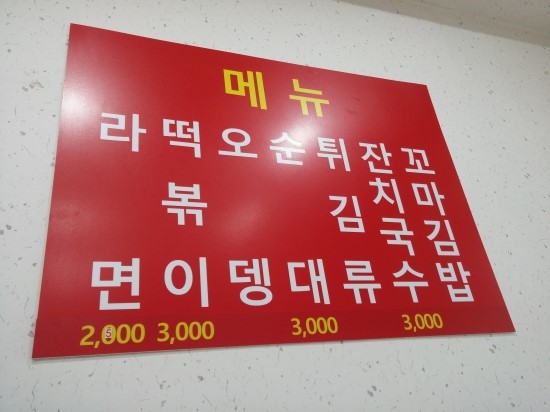 메뉴
라면
떡볶이
오뎅
순대
튀김류
잔치국수
꼬마김밥
2,500 3,000 3,000 3,000